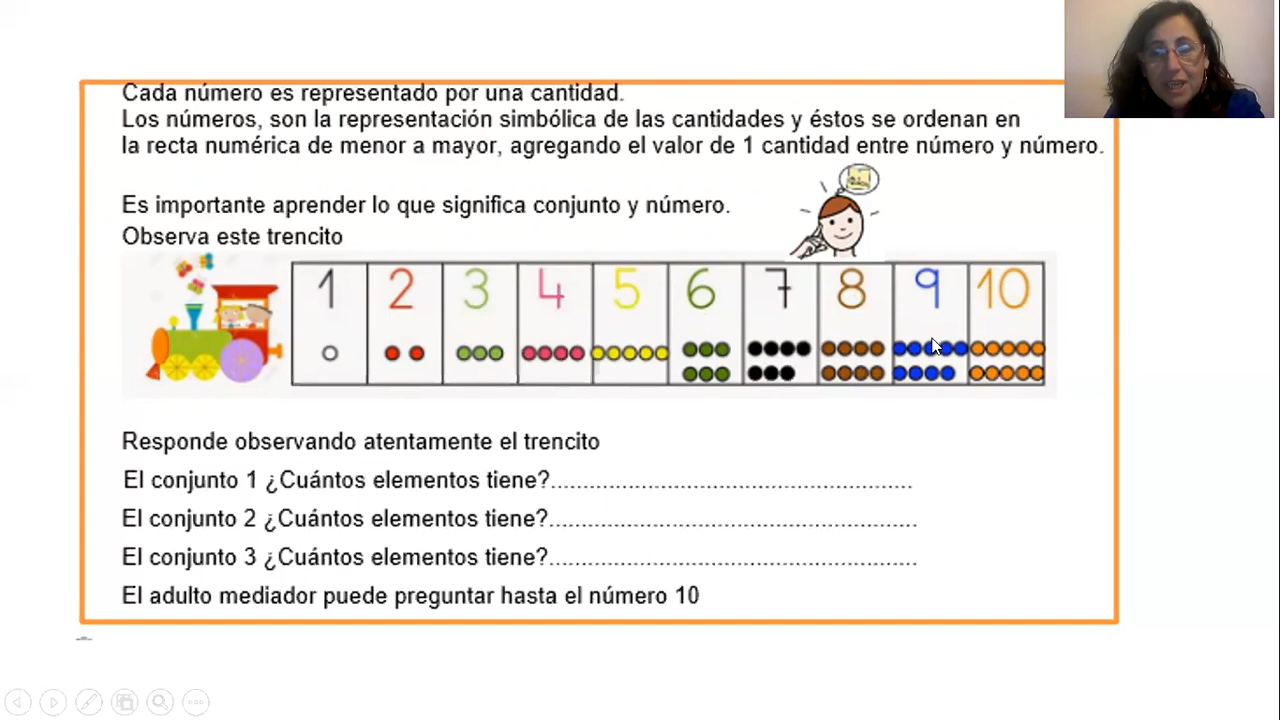 Cada número es representado por una cantidad.
Los números, son la representación simbólica de las cantidades y éstos se ordenan en
la recta numérica de menor a mayor, agregando el valor de 1 cantidad entre número y número.
Es importante aprender lo que significa conjunto y número.
Observa este trencito
1 2 3 4 5 6 7 8 9 10
Responde observando atentamente el trencito
El conjunto 1 ¿Cuántos elementos tiene?.......................................................
El conjunto 2 ¿Cuántos elementos tiene?........................................................
El conjunto 3 ¿Cuántos elementos tiene?........................................................
El adulto mediador puede preguntar hasta el número 10